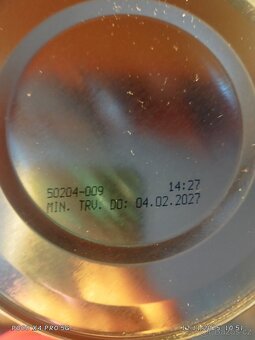 50204-009 14:27
MIN. TRV. DO: 04.02.2027
POCO X4 PRO 5G